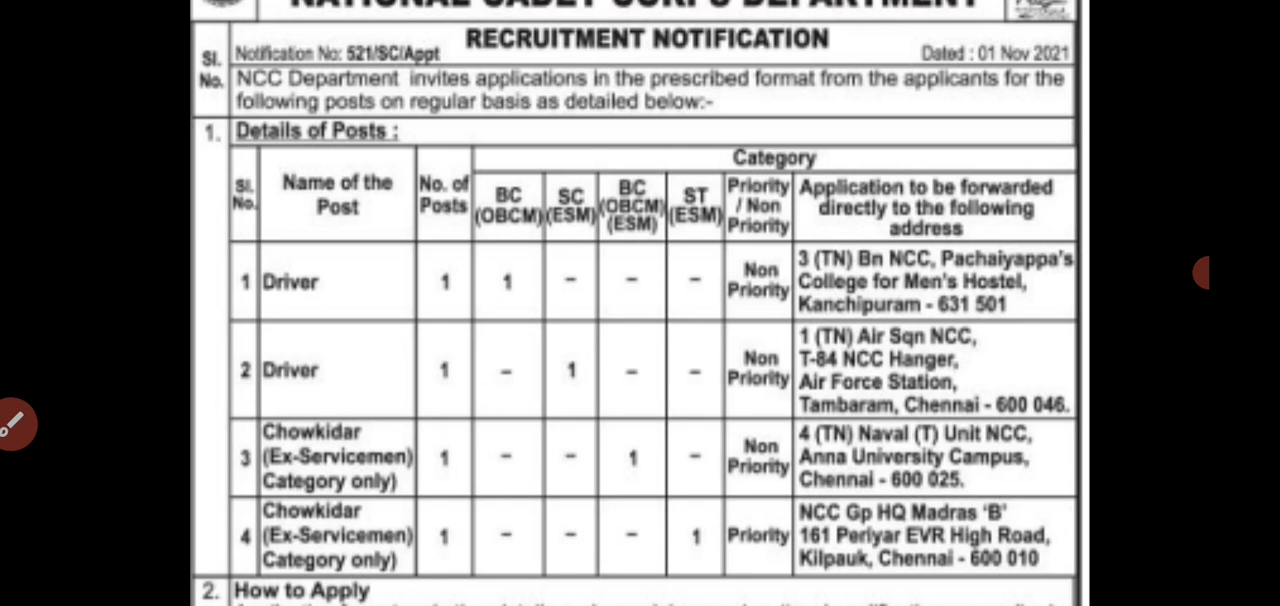 NATIONAL CADET CORPS DEPARTMENT
RECRUITMENT NOTIFICATION
Sl. No.
Notification No: 521/SC/Appt
Dated : 01 Nov 2021
NCC Department invites applications in the prescribed format from the applicants for the
following posts on regular basis as detailed below:-
1. Details of Posts :
Category
Sl. No.
Name of the Post
No. of Posts
BC (OBCM)
SC (ESM)
BC (OBCM) (ESM)
ST (ESM)
Priority / Non Priority
Application to be forwarded
directly to the following
address
1 Driver 1 1 – – – Non Priority
3 (TN) Bn NCC, Pachaiyappa's
College for Men's Hostel,
Kanchipuram - 631 501
2 Driver 1 – 1 – – Non Priority
1 (TN) Air Sqn NCC,
T-84 NCC Hanger,
Air Force Station,
Tambaram, Chennai - 600 046.
3 Chowkidar
(Ex-Servicemen)
Category only)
1 – – 1 – Non Priority
4 (TN) Naval (T) Unit NCC,
Anna University Campus,
Chennai - 600 025.
4 Chowkidar
(Ex-Servicemen)
Category only)
1 – – – 1 Priority
NCC Gp HQ Madras 'B'
161 Periyar EVR High Road,
Kilpauk, Chennai - 600 010
2. How to Apply